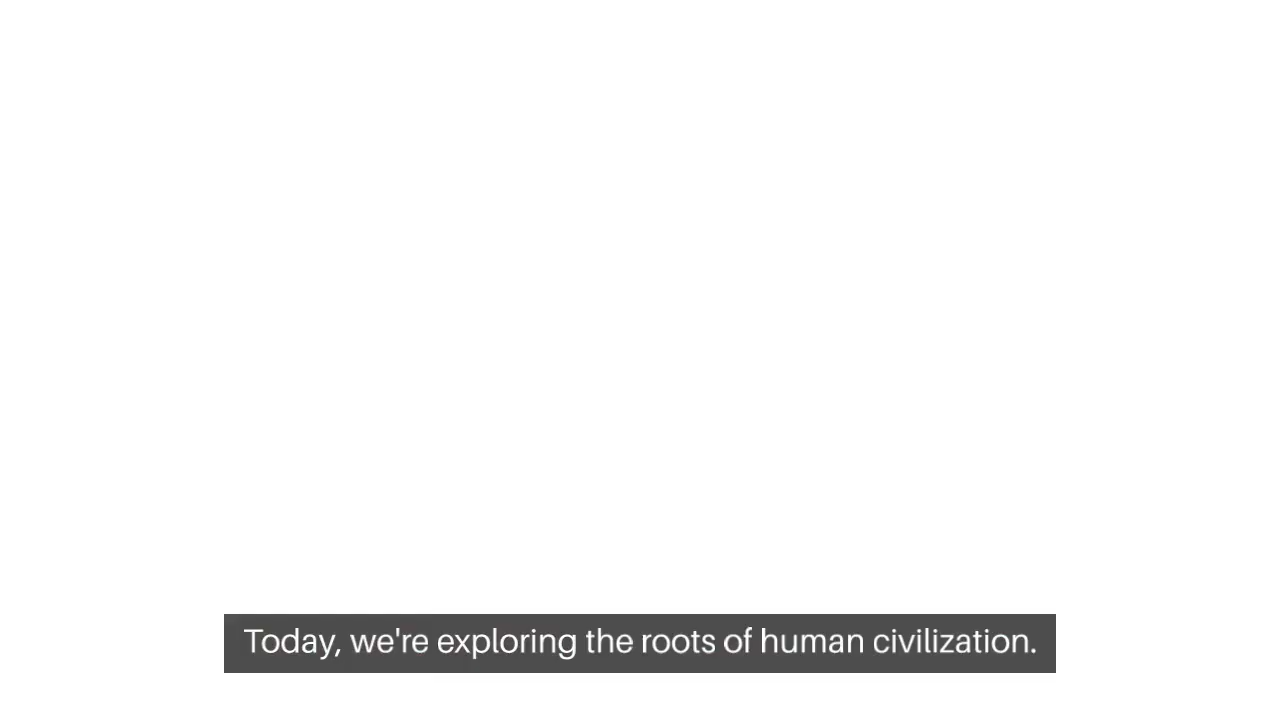 Today, we're exploring the roots of human civilization.